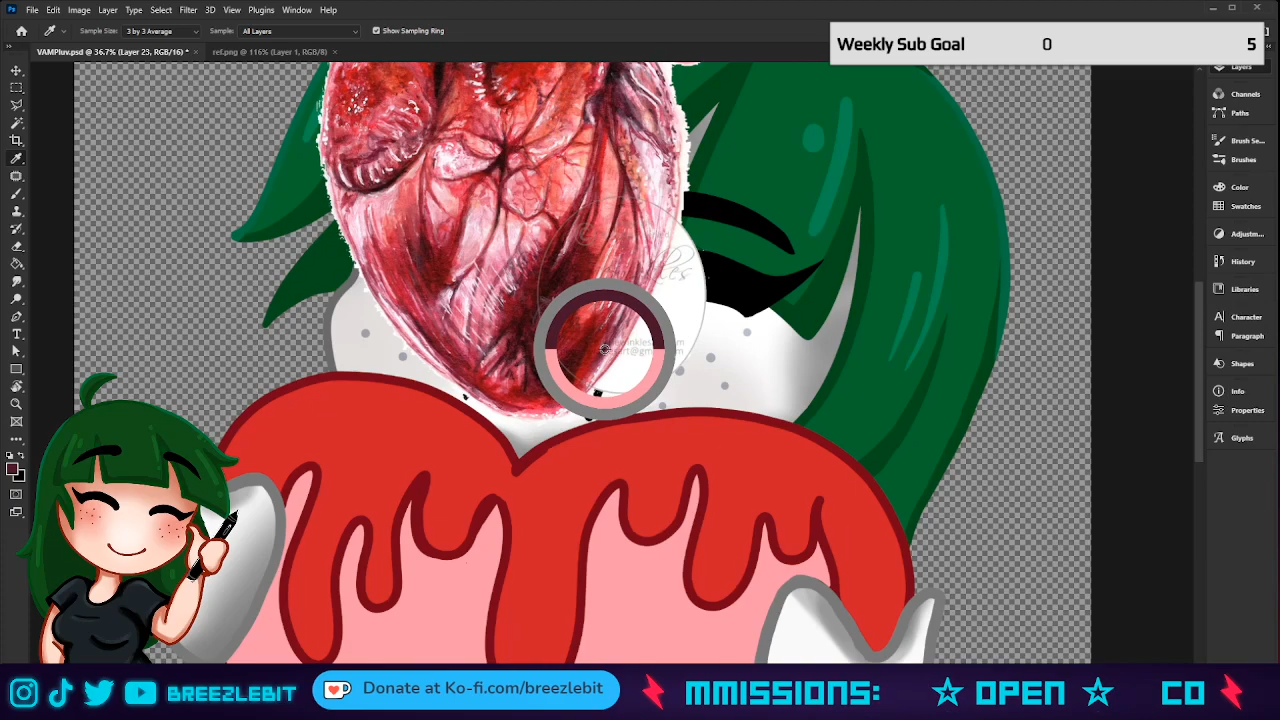 File Edit Image Layer Type Select Filter 3D View Plugins Window Help
Sample Size: 3 by 3 Average Sample: All Layers Show Sampling Ring
VAMPluv.psd @ 36.7% (Layer 23, RGB/16) * × ref.png @ 116% (Layer 1, RGB/8) ×
Weekly Sub Goal 0 5
Layers
Channels
Paths
Brush Se...
Brushes
Color
Swatches
Adjustm...
History
Libraries
Character
Paragraph
Shapes
Info
Properties
Glyphs
BREEZLEBIT
Donate at Ko-fi.com/breezlebit
MMISSIONS: ☆ OPEN ☆ CO